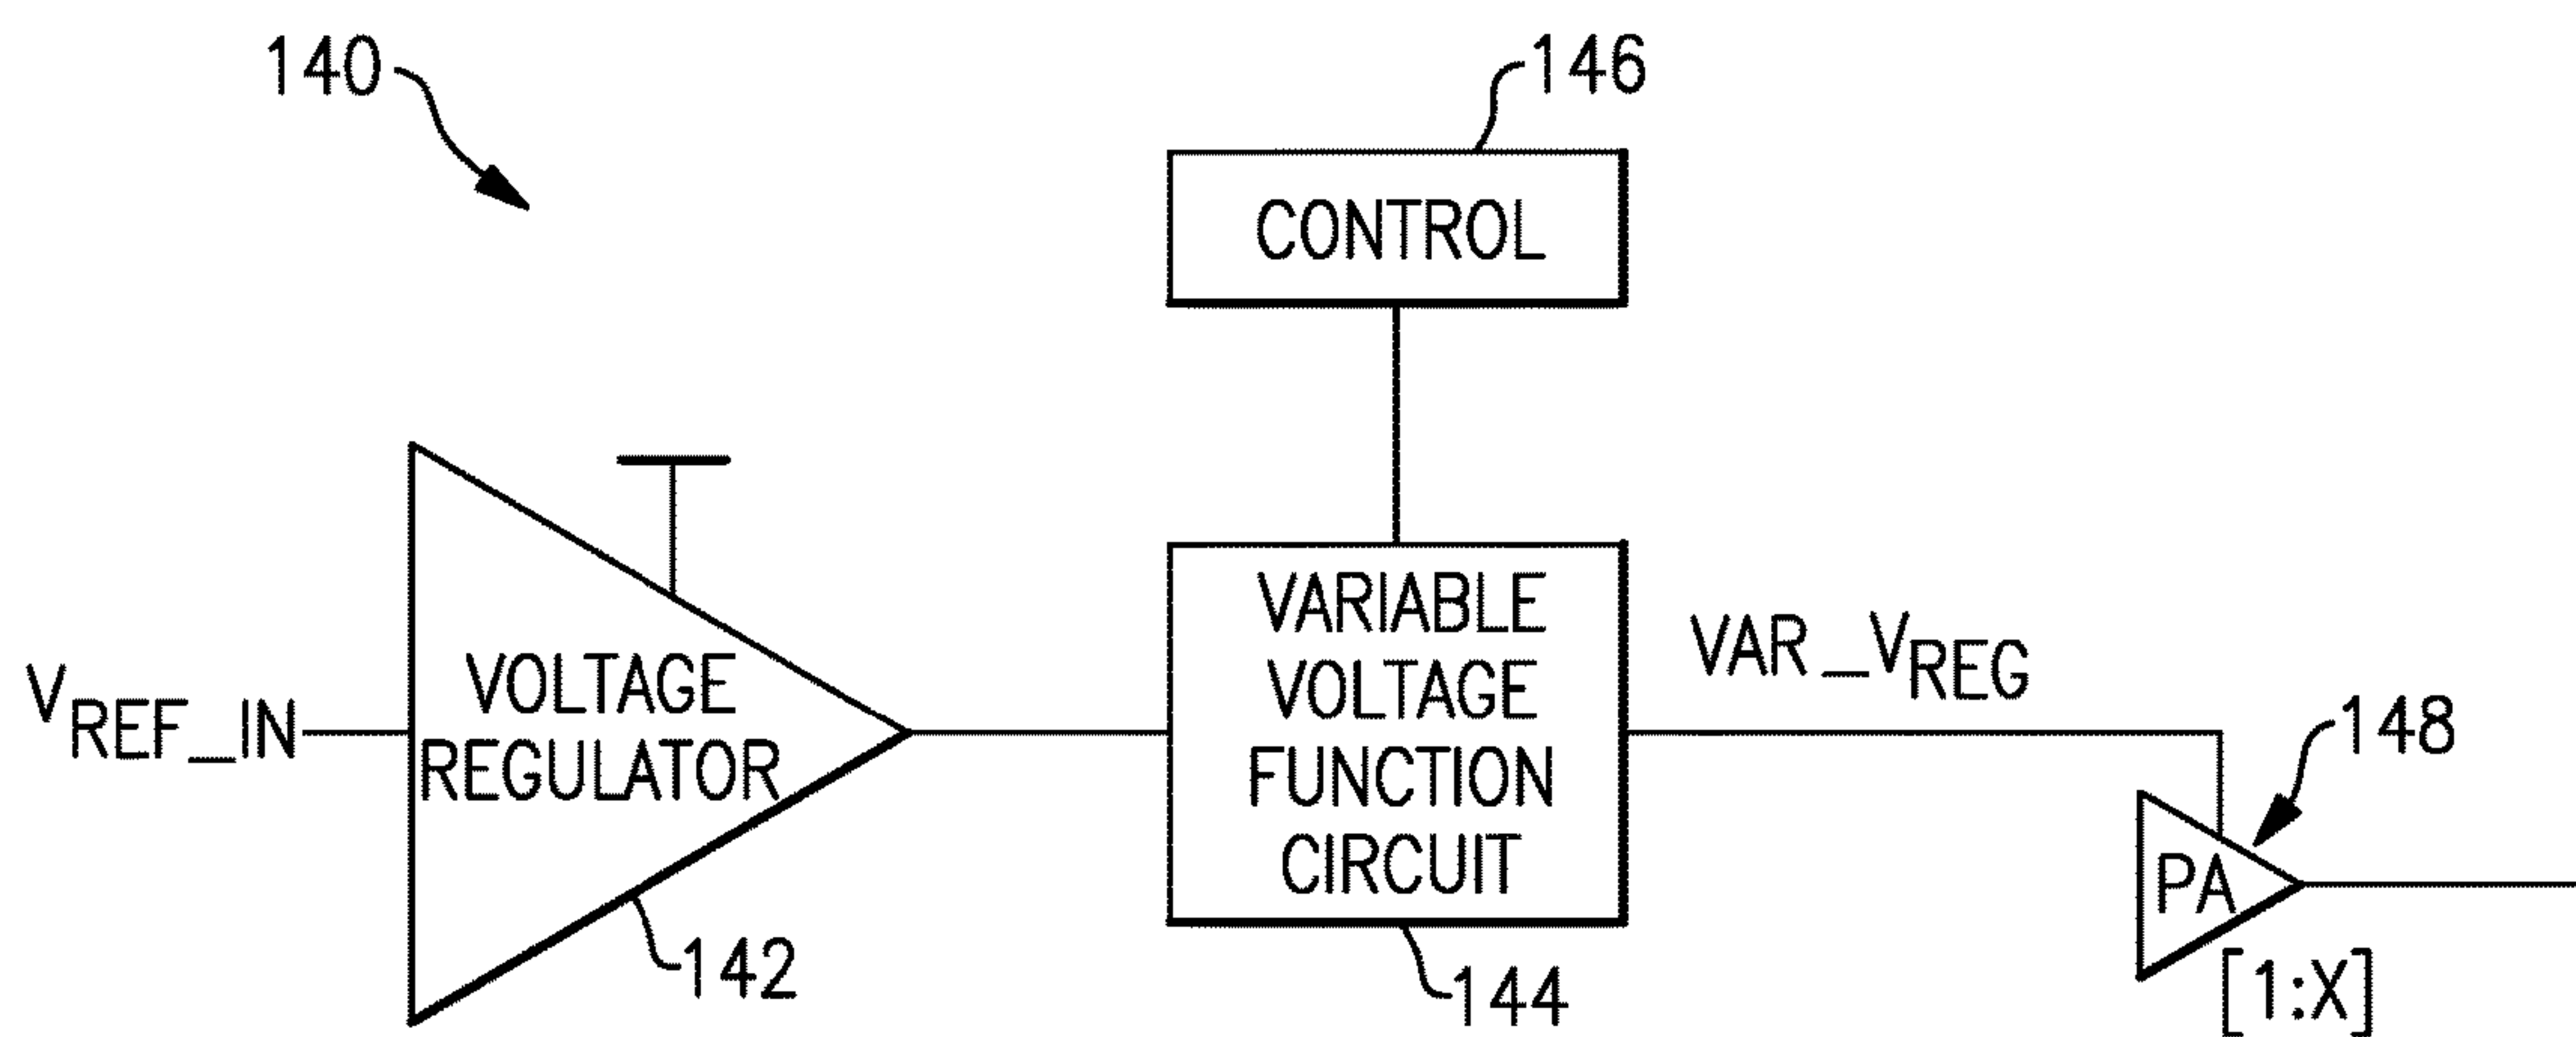 140
146
CONTROL
VOLTAGE
REGULATOR
VREF_IN
142
VARIABLE
VOLTAGE
FUNCTION
CIRCUIT
144
VAR_VREG
148
PA
[1:X]